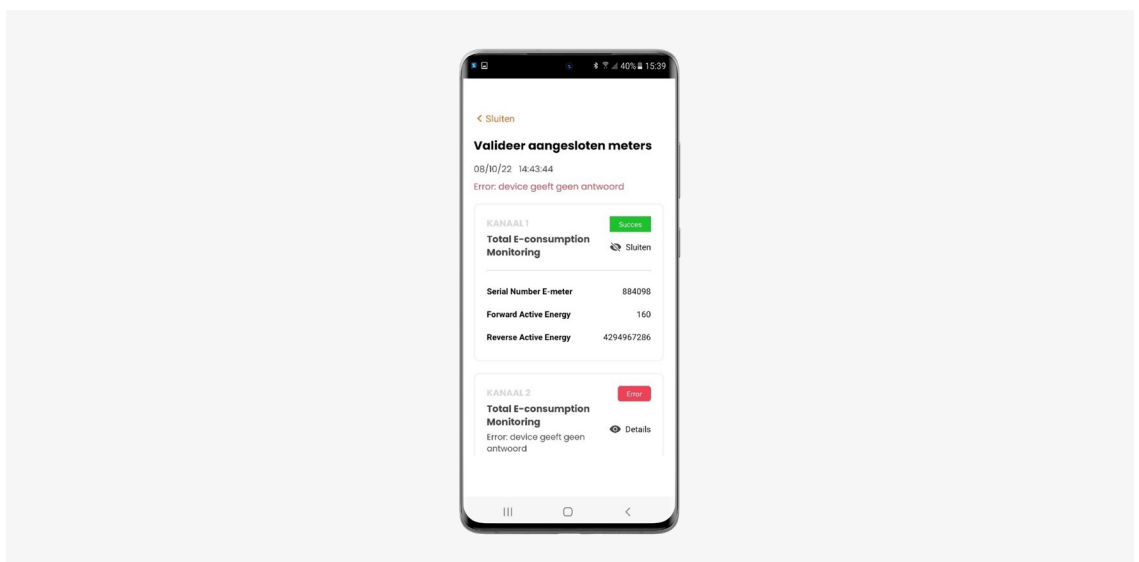 40% 15:39
Sluiten
Valideer aangesloten meters
08/10/22 14:43:44
Error: device geeft geen antwoord
KANAAL 1
Succes
Total E-consumption
Monitoring
Sluiten
Serial Number E-meter 884098
Forward Active Energy 160
Reverse Active Energy 4294967286
KANAAL 2
Error
Total E-consumption
Monitoring
Details
Error: device geeft geen
antwoord